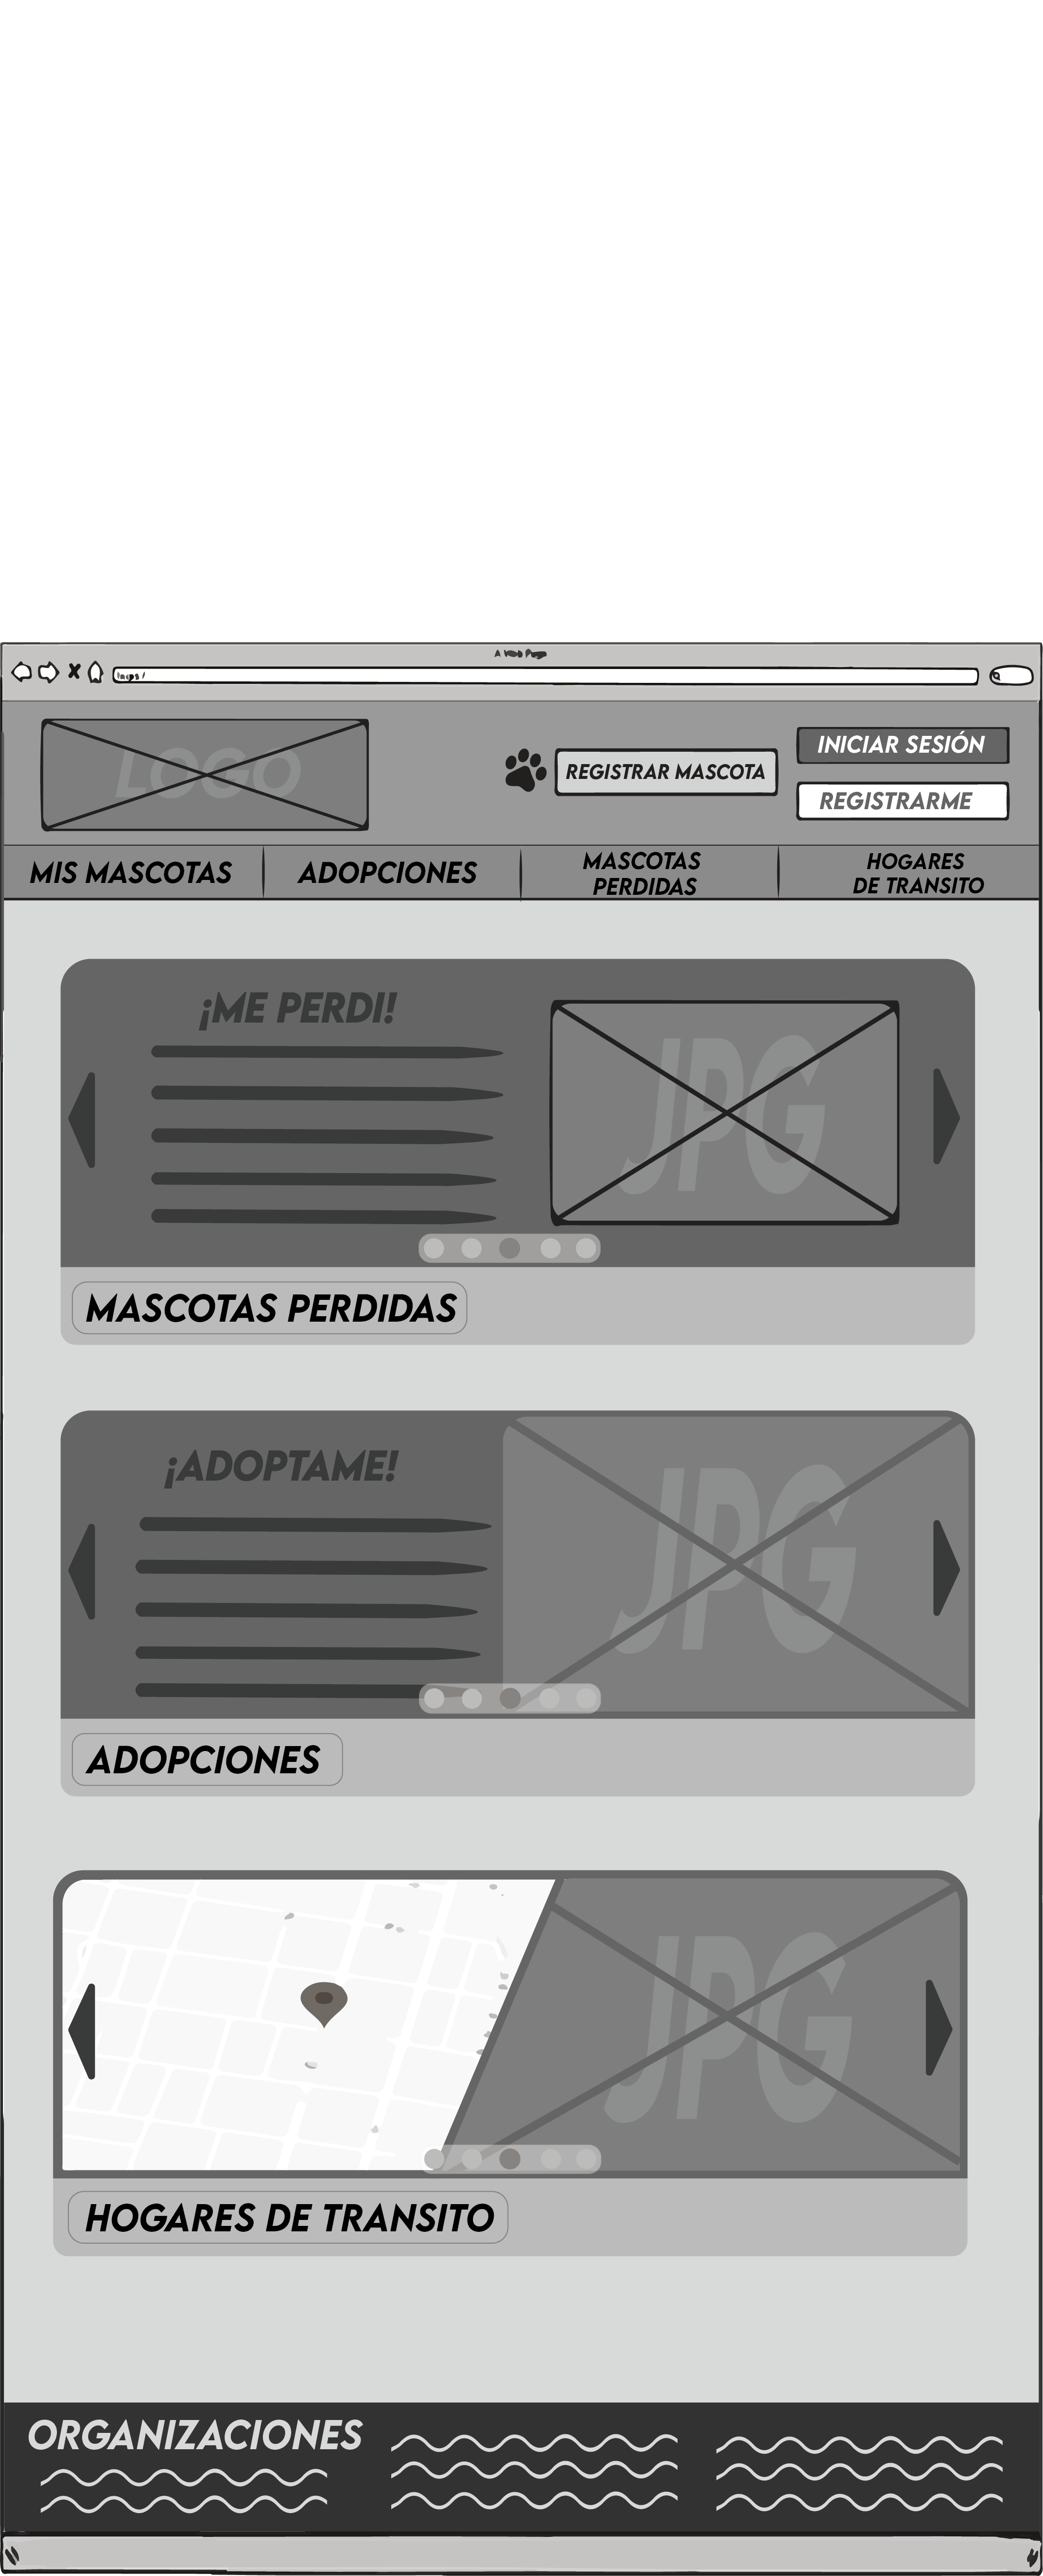 A Web Page
LOGO
REGISTRAR MASCOTA
INICIAR SESIÓN
REGISTRARME
MIS MASCOTAS
ADOPCIONES
MASCOTAS
PERDIDAS
HOGARES
DE TRANSITO
¡ME PERDI!
JPG
MASCOTAS PERDIDAS
¡ADOPTAME!
JPG
ADOPCIONES
JPG
HOGARES DE TRANSITO
ORGANIZACIONES